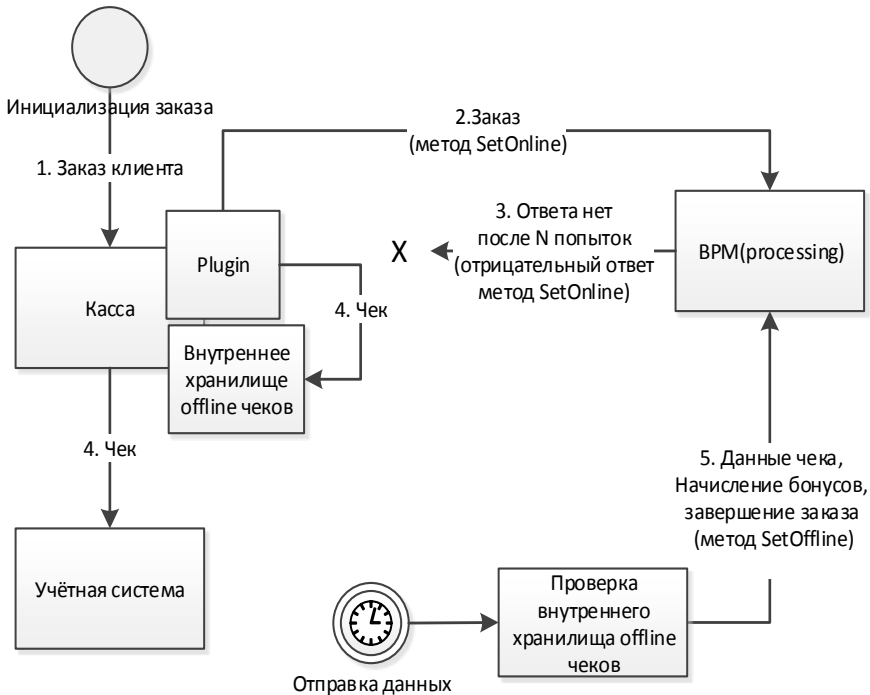 Инициализация заказа
1. Заказ клиента
2.Заказ
(метод SetOnline)
Plugin
Касса
X
3. Ответа нет
после N попыток
(отрицательный ответ
метод SetOnline)
BPM(processing)
4. Чек
Внутреннее
хранилище
offline чеков
4. Чек
Учётная система
5. Данные чека,
Начисление бонусов,
завершение заказа
(метод SetOffline)
Проверка
внутреннего
хранилища offline
чеков
Отправка данных